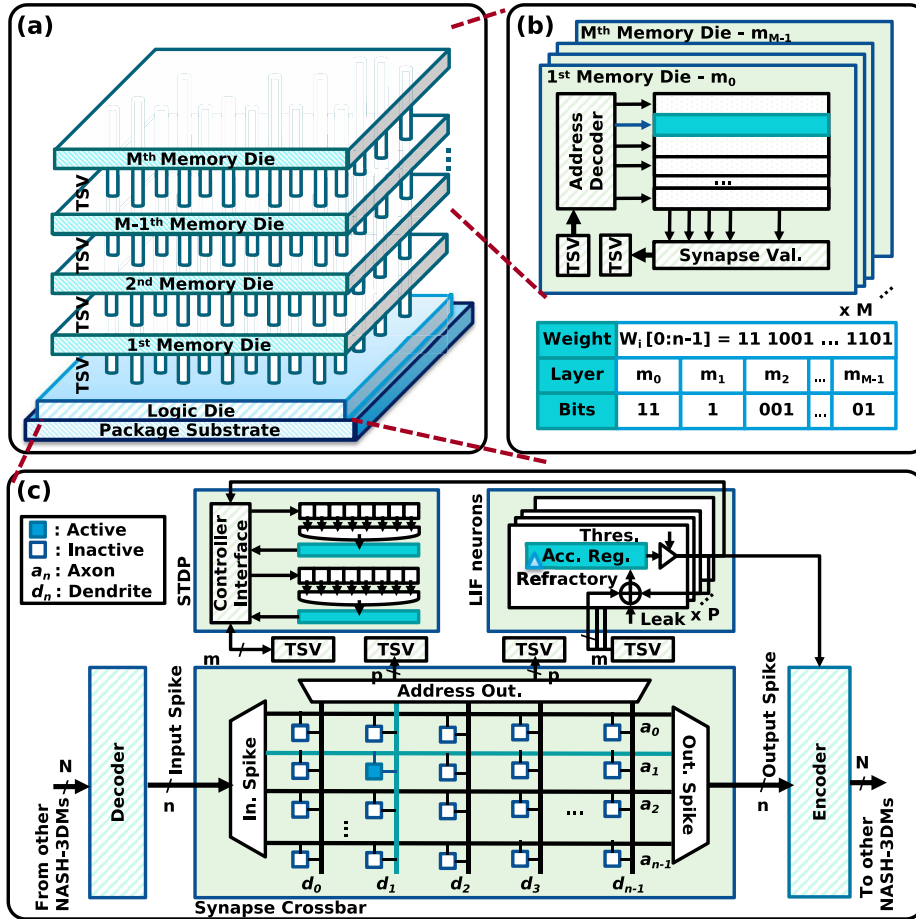 (a)
Mᵗʰ Memory Die
TSV
M-1ᵗʰ Memory Die
TSV
2ⁿᵈ Memory Die
TSV
1ˢᵗ Memory Die
TSV
Logic Die
Package Substrate
(b)
Mᵗʰ Memory Die - m_{M-1}
1ˢᵗ Memory Die - m₀
Address
Decoder
...
TSV
TSV
Synapse Val.
x M
Weight W_i [0:n-1] = 11 1001 ... 1101
Layer m₀ m₁ m₂ ... m_{M-1}
Bits 11 1 001 ... 01
(c)
: Active
: Inactive
aₙ : Axon
dₙ : Dendrite
STDP
Controller
Interface
LIF neurons
Thres.
Acc. Reg.
Refractory
Leak
x P
m
TSV
TSV
TSV
m
TSV
p
p
Address Out.
Input Spike
Output Spike
N
Decoder
n
In. Spike
a₀
a₁
a₂
a_{n-1}
...
...
Out. Spike
n
Encoder
N
d₀ d₁ d₂ d₃ d_{n-1}
From other
NASH-3DMs
To other
NASH-3DMs
Synapse Crossbar